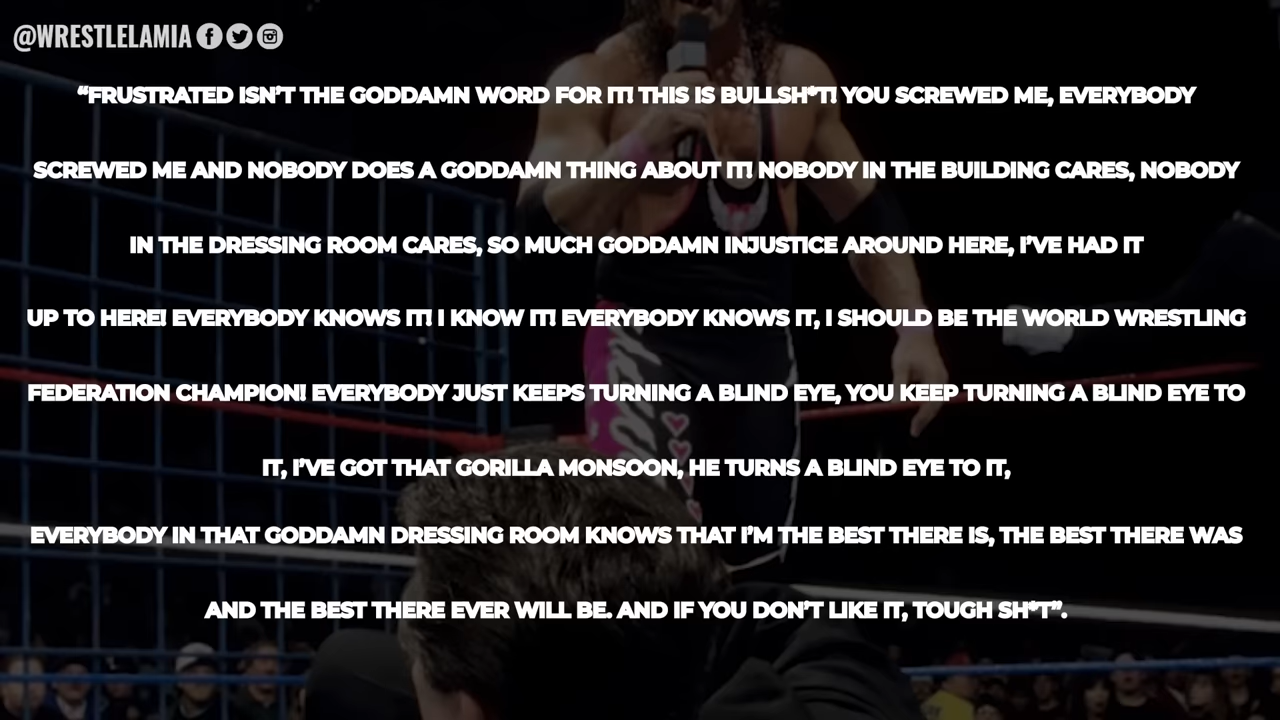 @WRESTLELAMIA
“FRUSTRATED ISN’T THE GODDAMN WORD FOR IT! THIS IS BULLSH*T! YOU SCREWED ME, EVERYBODY
SCREWED ME AND NOBODY DOES A GODDAMN THING ABOUT IT! NOBODY IN THE BUILDING CARES, NOBODY
IN THE DRESSING ROOM CARES, SO MUCH GODDAMN INJUSTICE AROUND HERE, I’VE HAD IT
UP TO HERE! EVERYBODY KNOWS IT! I KNOW IT! EVERYBODY KNOWS IT, I SHOULD BE THE WORLD WRESTLING
FEDERATION CHAMPION! EVERYBODY JUST KEEPS TURNING A BLIND EYE, YOU KEEP TURNING A BLIND EYE TO
IT, I’VE GOT THAT GORILLA MONSOON, HE TURNS A BLIND EYE TO IT,
EVERYBODY IN THAT GODDAMN DRESSING ROOM KNOWS THAT I’M THE BEST THERE IS, THE BEST THERE WAS
AND THE BEST THERE EVER WILL BE. AND IF YOU DON’T LIKE IT, TOUGH SH*T”.